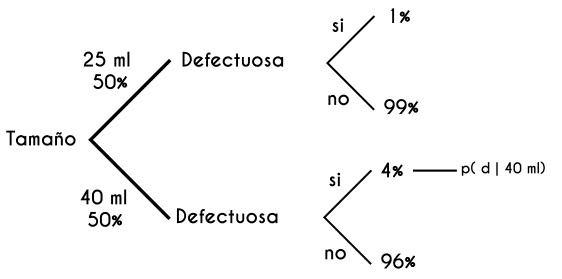 si
1%
25 ml
50%
Defectuosa
no
99%
Tamaño
40 ml
50%
Defectuosa
si
4%
p( d | 40 ml)
no
96%